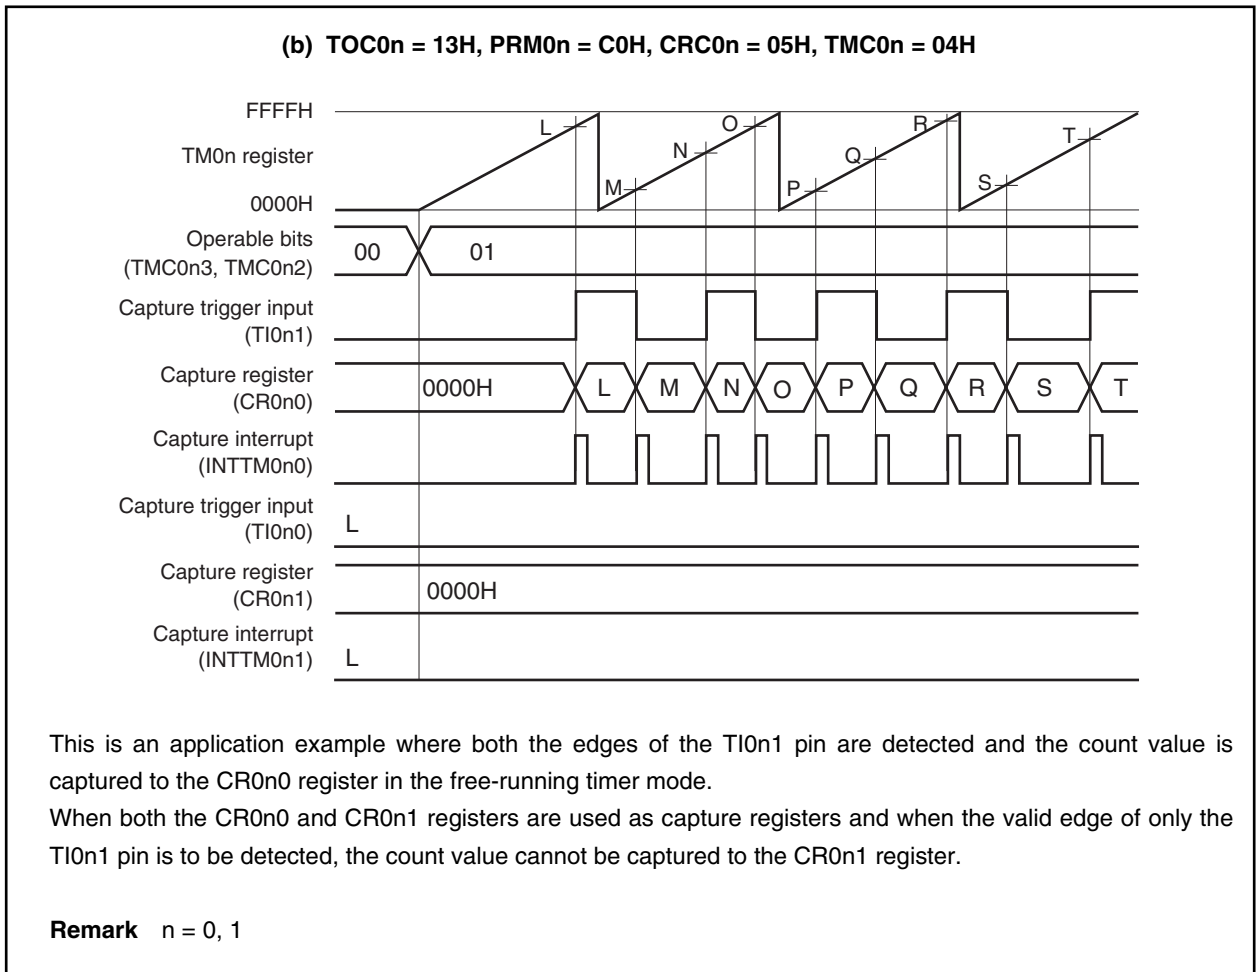 (b) TOC0n = 13H, PRM0n = C0H, CRC0n = 05H, TMC0n = 04H
FFFFH
TM0n register
0000H
L
M
N
O
P
Q
R
S
T
Operable bits
(TMC0n3, TMC0n2)
00
01
Capture trigger input
(TI0n1)
Capture register
(CR0n0)
0000H
L
M
N
O
P
Q
R
S
T
Capture interrupt
(INTTM0n0)
Capture trigger input
(TI0n0)
L
Capture register
(CR0n1)
0000H
Capture interrupt
(INTTM0n1)
L
This is an application example where both the edges of the TI0n1 pin are detected and the count value is
captured to the CR0n0 register in the free-running timer mode.
When both the CR0n0 and CR0n1 registers are used as capture registers and when the valid edge of only the
TI0n1 pin is to be detected, the count value cannot be captured to the CR0n1 register.
Remark n = 0, 1